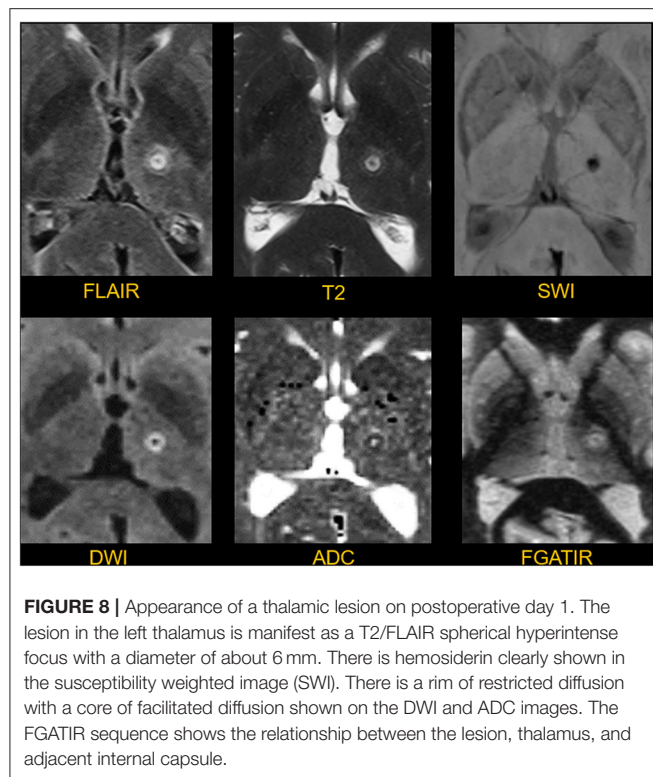 FLAIR
T2
SWI
DWI
ADC
FGATIR
FIGURE 8 | Appearance of a thalamic lesion on postoperative day 1. The
lesion in the left thalamus is manifest as a T2/FLAIR spherical hyperintense
focus with a diameter of about 6 mm. There is hemosiderin clearly shown in
the susceptibility weighted image (SWI). There is a rim of restricted diffusion
with a core of facilitated diffusion shown on the DWI and ADC images. The
FGATIR sequence shows the relationship between the lesion, thalamus, and
adjacent internal capsule.